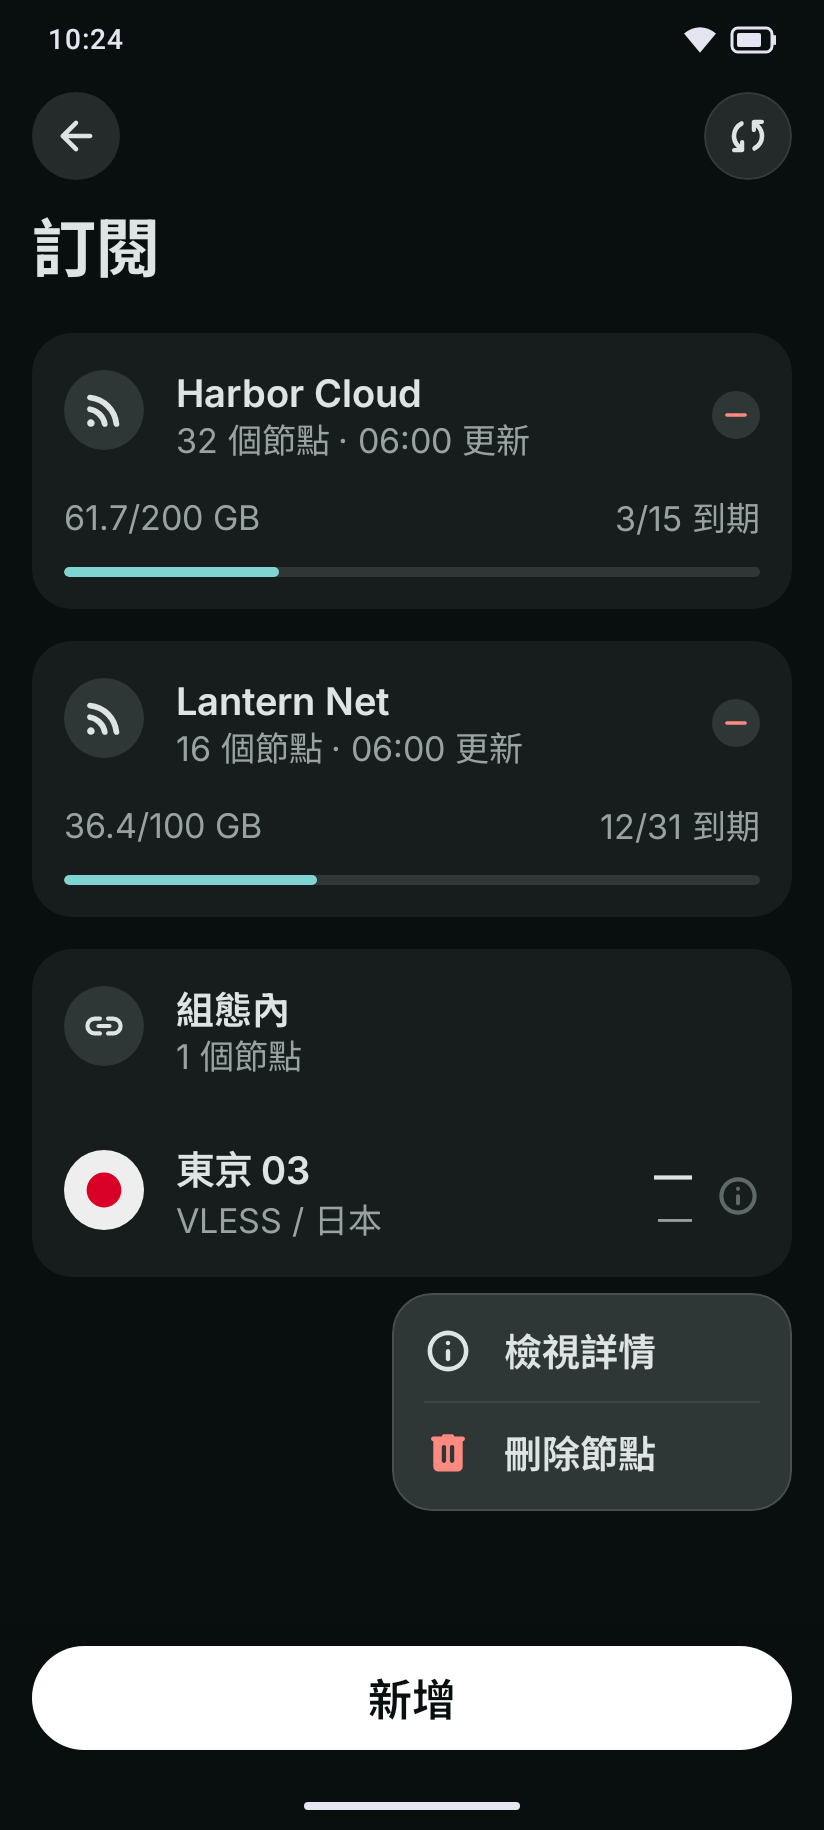 10:24
訂閱
Harbor Cloud
32 個節點 · 06:00 更新
61.7/200 GB
3/15 到期
Lantern Net
16 個節點 · 06:00 更新
36.4/100 GB
12/31 到期
組態內
1 個節點
東京 03
—
VLESS / 日本
—
檢視詳情
刪除節點
新增